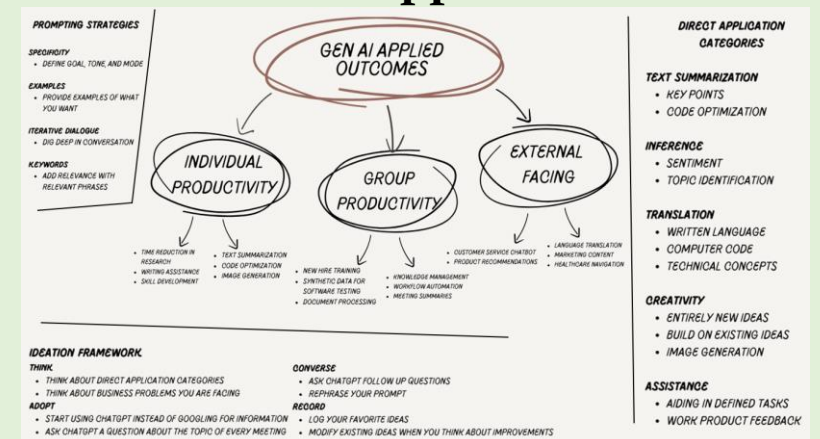 PROMPTING STRATEGIES
SPECIFICITY
• DEFINE GOAL, TONE, AND MODE
EXAMPLES
• PROVIDE EXAMPLES OF WHAT
YOU WANT
ITERATIVE DIALOGUE
• DIG DEEP IN CONVERSATION
KEYWORDS
• ADD RELEVANCE WITH
RELEVANT PHRASES
GEN AI APPLIED
OUTCOMES
INDIVIDUAL
PRODUCTIVITY
• TIME REDUCTION IN
RESEARCH
• WRITING ASSISTANCE
• SKILL DEVELOPMENT
• TEXT SUMMARIZATION
• CODE OPTIMIZATION
• IMAGE GENERATION
GROUP
PRODUCTIVITY
• NEW HIRE TRAINING
• SYNTHETIC DATA FOR
SOFTWARE TESTING
• DOCUMENT PROCESSING
• KNOWLEDGE MANAGEMENT
• WORKFLOW AUTOMATION
• MEETING SUMMARIES
EXTERNAL
FACING
• CUSTOMER SERVICE CHATBOT
• PRODUCT RECOMMENDATIONS
• LANGUAGE TRANSLATION
• MARKETING CONTENT
• HEALTHCARE NAVIGATION
DIRECT APPLICATION
CATEGORIES
TEXT SUMMARIZATION
• KEY POINTS
• CODE OPTIMIZATION
INFERENCE
• SENTIMENT
• TOPIC IDENTIFICATION
TRANSLATION
• WRITTEN LANGUAGE
• COMPUTER CODE
• TECHNICAL CONCEPTS
CREATIVITY
• ENTIRELY NEW IDEAS
• BUILD ON EXISTING IDEAS
• IMAGE GENERATION
ASSISTANCE
• AIDING IN DEFINED TASKS
• WORK PRODUCT FEEDBACK
IDEATION FRAMEWORK
THINK
• THINK ABOUT DIRECT APPLICATION CATEGORIES
• THINK ABOUT BUSINESS PROBLEMS YOU ARE FACING
ADOPT
• START USING CHATGPT INSTEAD OF GOOGLING FOR INFORMATION
• ASK CHATGPT A QUESTION ABOUT THE TOPIC OF EVERY MEETING
CONVERSE
• ASK CHATGPT FOLLOW UP QUESTIONS
• REPHRASE YOUR PROMPT
RECORD
• LOG YOUR FAVORITE IDEAS
• MODIFY EXISTING IDEAS WHEN YOU THINK ABOUT IMPROVEMENTS